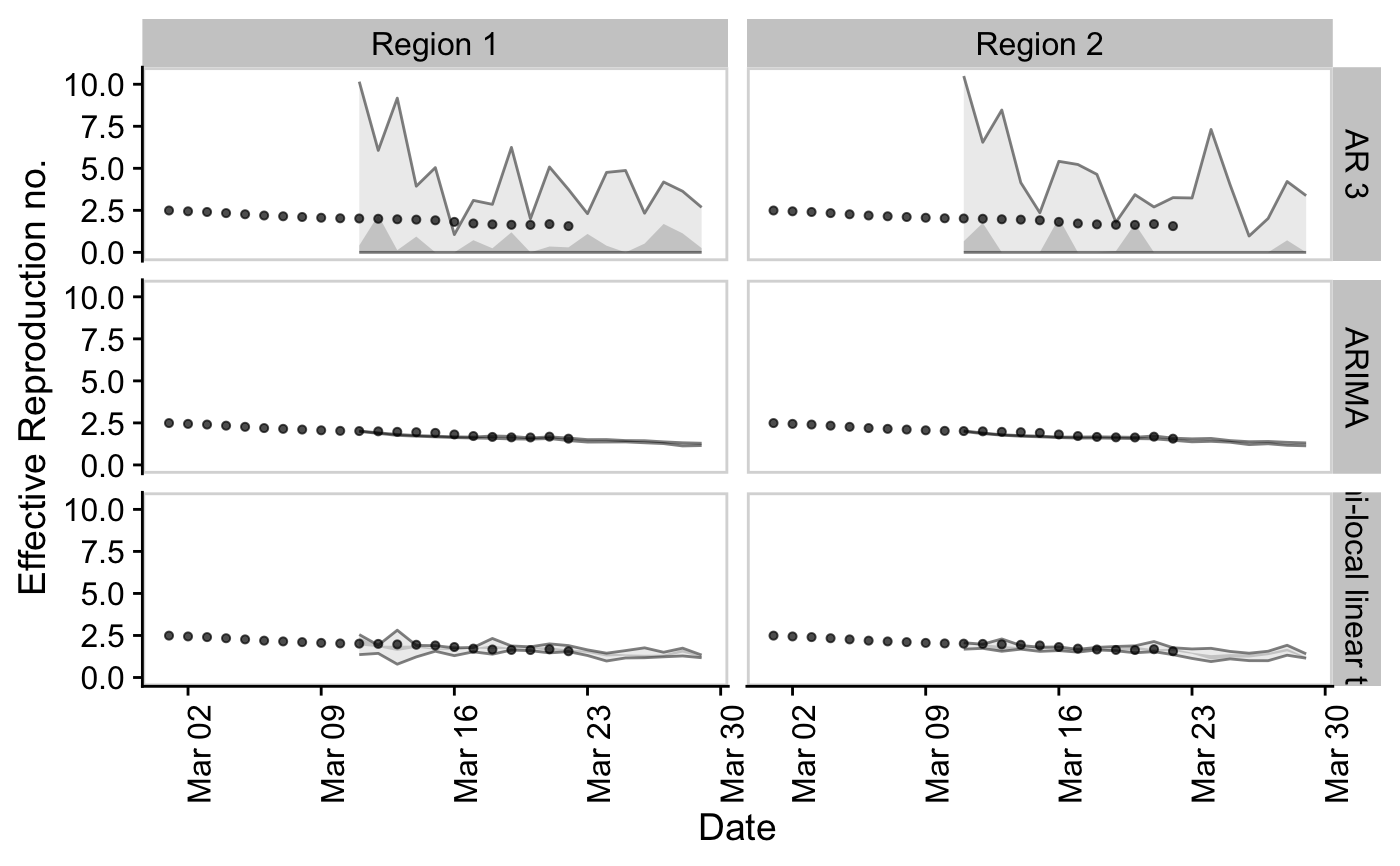 Region 1
Region 2
Effective Reproduction no.
10.0
7.5
5.0
2.5
0.0
AR 3
10.0
7.5
5.0
2.5
0.0
ARIMA
10.0
7.5
5.0
2.5
0.0
i-local linear t
Mar 02
Mar 09
Mar 16
Mar 23
Mar 30
Mar 02
Mar 09
Mar 16
Mar 23
Mar 30
Date